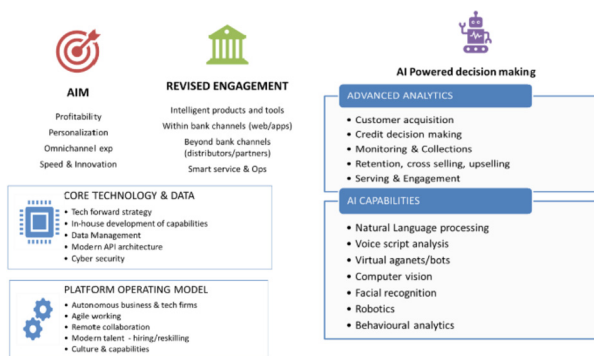 AIM
Profitability
Personalization
Omnichannel exp
Speed & Innovation
REVISED ENGAGEMENT
Intelligent products and tools
Within bank channels (web/apps)
Beyond bank channels
(distributors/partners)
Smart service & Ops
CORE TECHNOLOGY & DATA
• Tech forward strategy
• In-house development of capabilities
• Data Management
• Modern API architecture
• Cyber security
PLATFORM OPERATING MODEL
• Autonomous business & tech firms
• Agile working
• Remote collaboration
• Modern talent - hiring/reskilling
• Culture & capabilities
AI Powered decision making
ADVANCED ANALYTICS
• Customer acquisition
• Credit decision making
• Monitoring & Collections
• Retention, cross selling, upselling
• Serving & Engagement
AI CAPABILITIES
• Natural Language processing
• Voice script analysis
• Virtual aganets/bots
• Computer vision
• Facial recognition
• Robotics
• Behavioural analytics